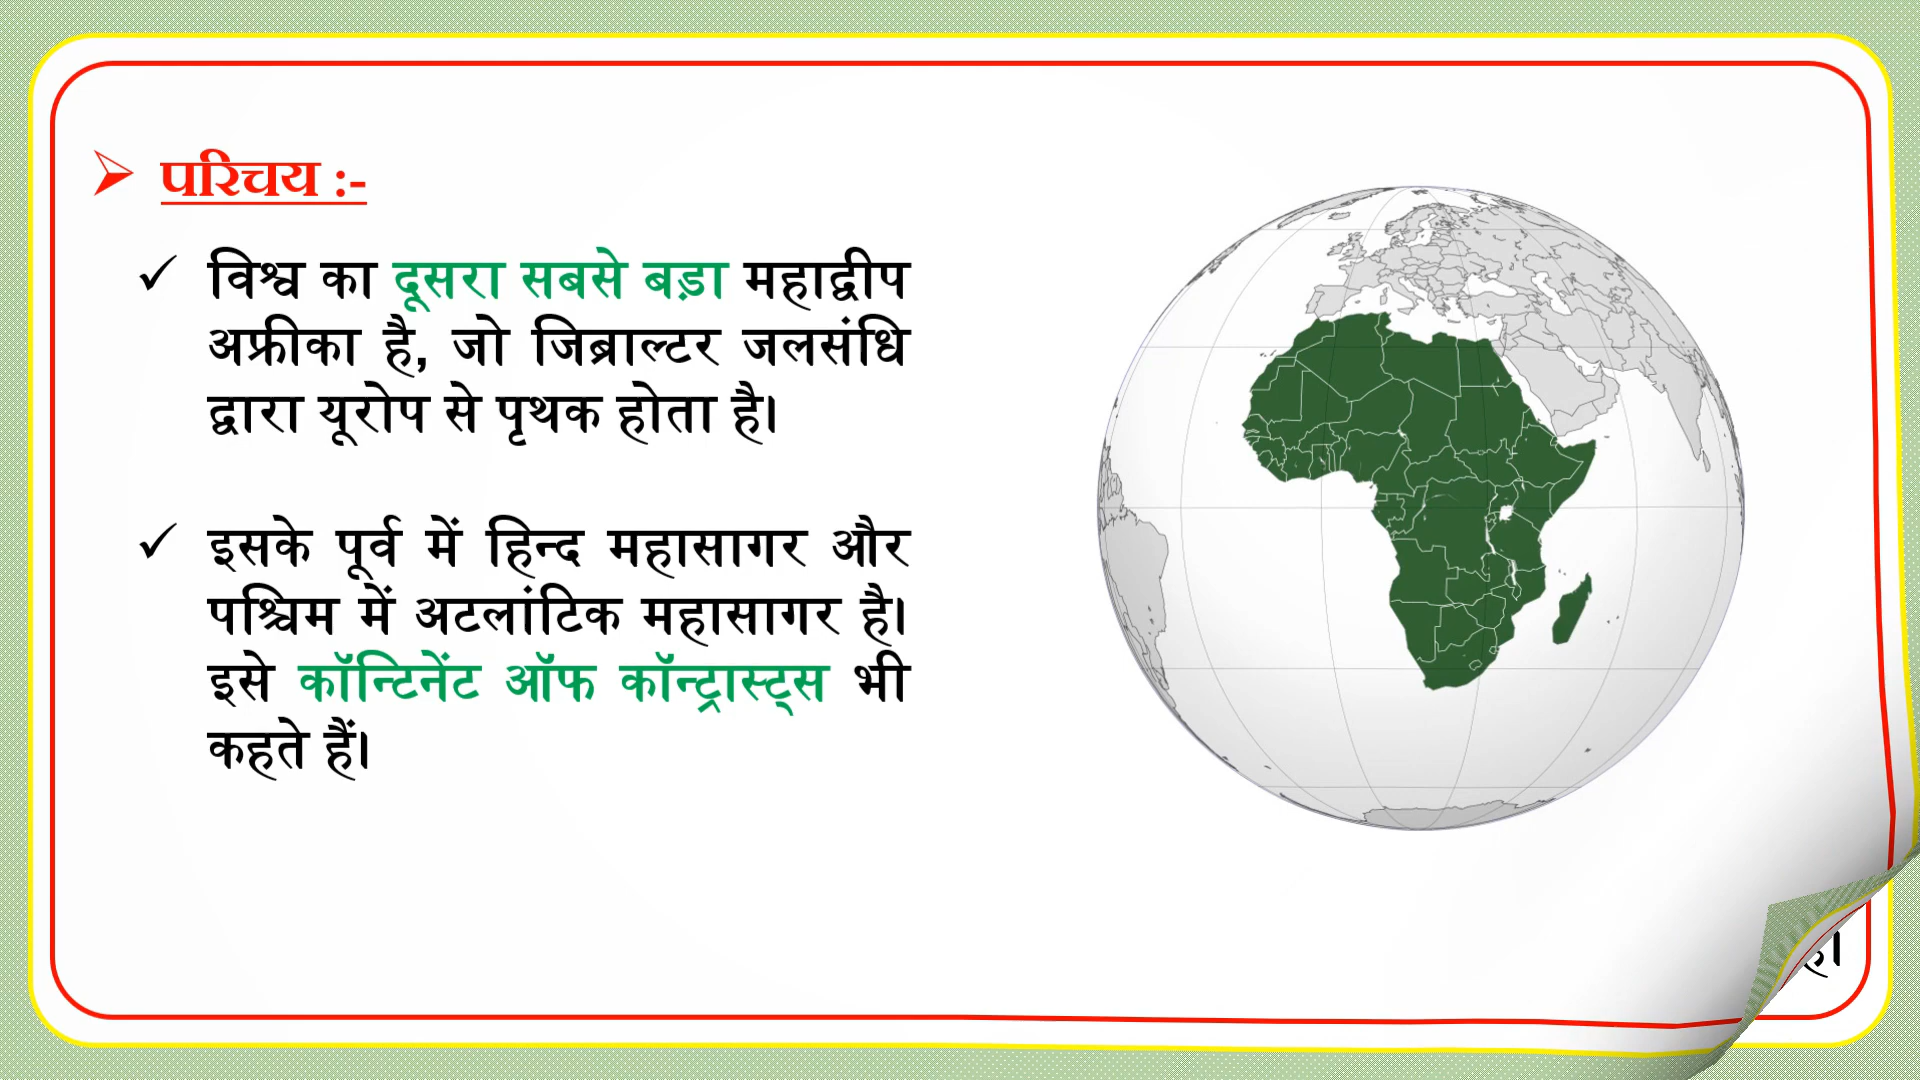 परिचय :-
विश्व का दूसरा सबसे बड़ा महाद्वीप
अफ्रीका है, जो जिब्राल्टर जलसंधि
द्वारा यूरोप से पृथक होता है।
इसके पूर्व में हिन्द महासागर और
पश्चिम में अटलांटिक महासागर है।
इसे कॉन्टिनेंट ऑफ कॉन्ट्रास्ट्स भी
कहते हैं।